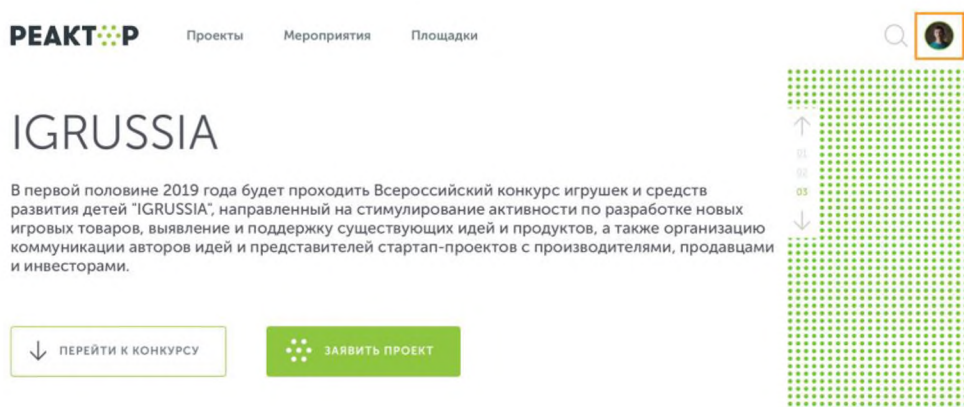 РЕАКТОР
Проекты Мероприятия Площадки
IGRUSSIA
В первой половине 2019 года будет проходить Всероссийский конкурс игрушек и средств
развития детей "IGRUSSIA", направленный на стимулирование активности по разработке новых
игровых товаров, выявление и поддержку существующих идей и продуктов, а также организацию
коммуникации авторов идей и представителей стартап-проектов с производителями, продавцами
и инвесторами.
01
02
03
ПЕРЕЙТИ К КОНКУРСУ ЗАЯВИТЬ ПРОЕКТ